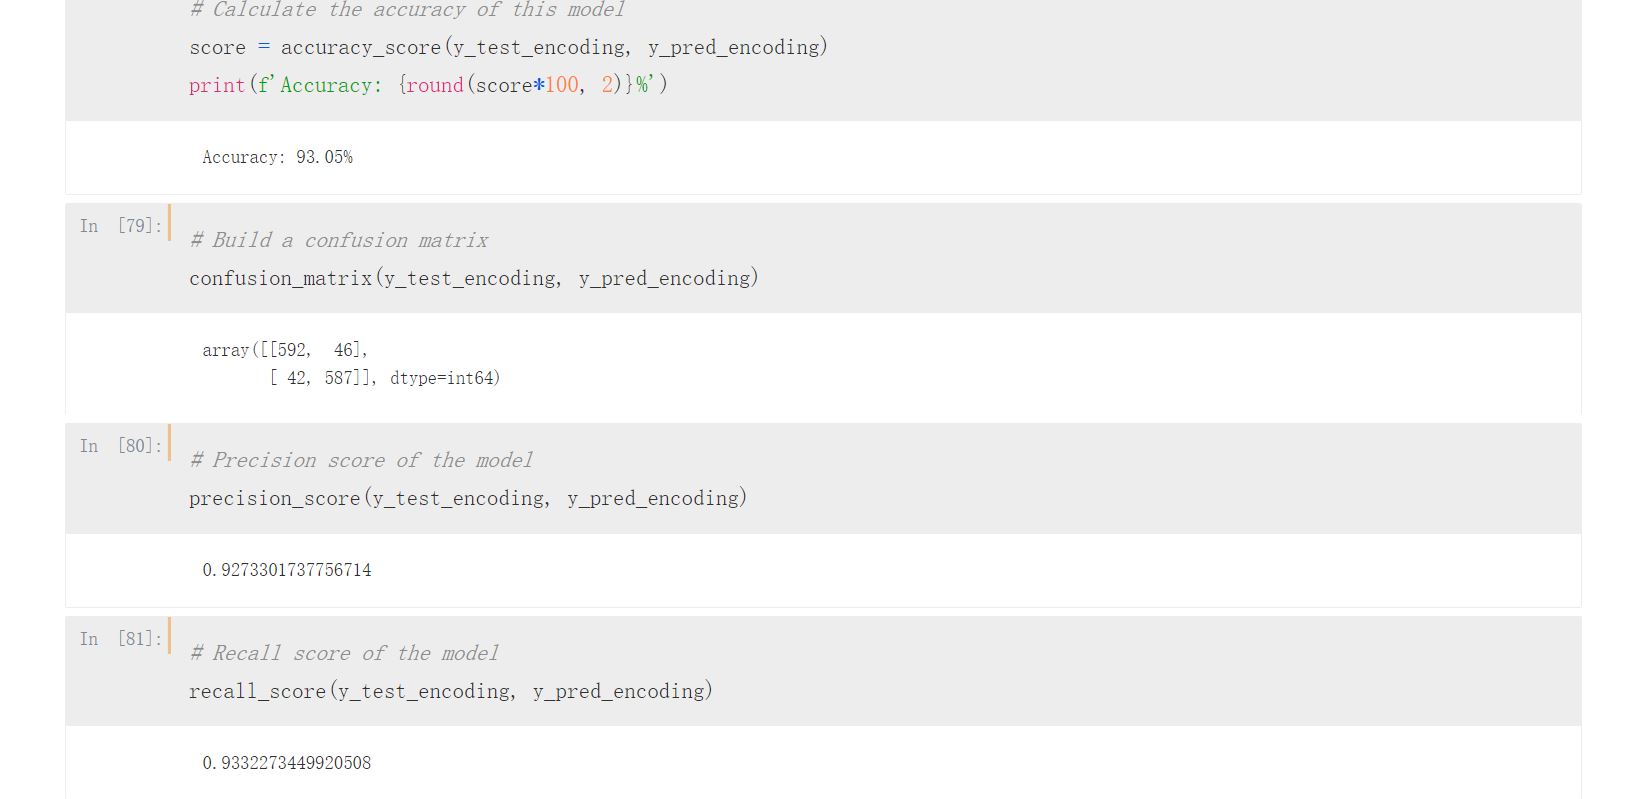 # Calculate the accuracy of this model
score = accuracy_score(y_test_encoding, y_pred_encoding)
print(f'Accuracy: {round(score*100, 2)}%')
Accuracy: 93.05%
In [79]:
# Build a confusion matrix
confusion_matrix(y_test_encoding, y_pred_encoding)
array([[592, 46],
[ 42, 587]], dtype=int64)
In [80]:
# Precision score of the model
precision_score(y_test_encoding, y_pred_encoding)
0.9273301737756714
In [81]:
# Recall score of the model
recall_score(y_test_encoding, y_pred_encoding)
0.9332273449920508